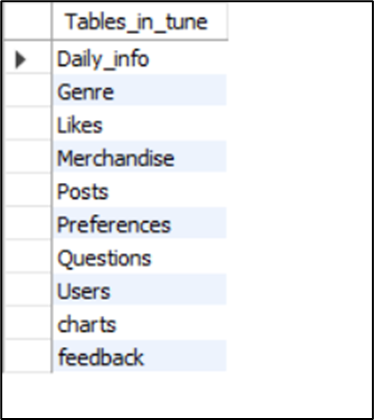 Tables_in_tune
Daily_info
Genre
Likes
Merchandise
Posts
Preferences
Questions
Users
charts
feedback